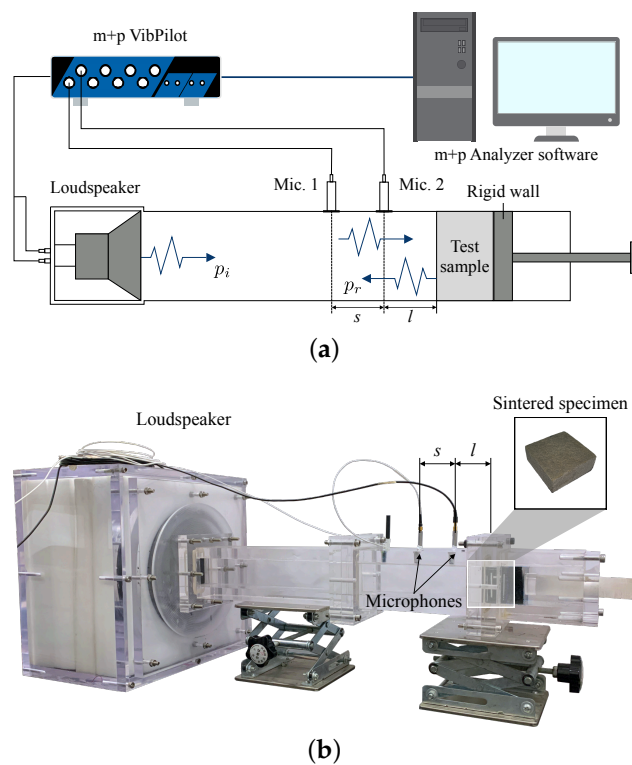 m+p VibPilot
m+p Analyzer software
Loudspeaker
Mic. 1
Mic. 2
Rigid wall
Test
sample
p_i
p_r
s
l
(a)
Sintered specimen
Loudspeaker
s
l
Microphones
(b)